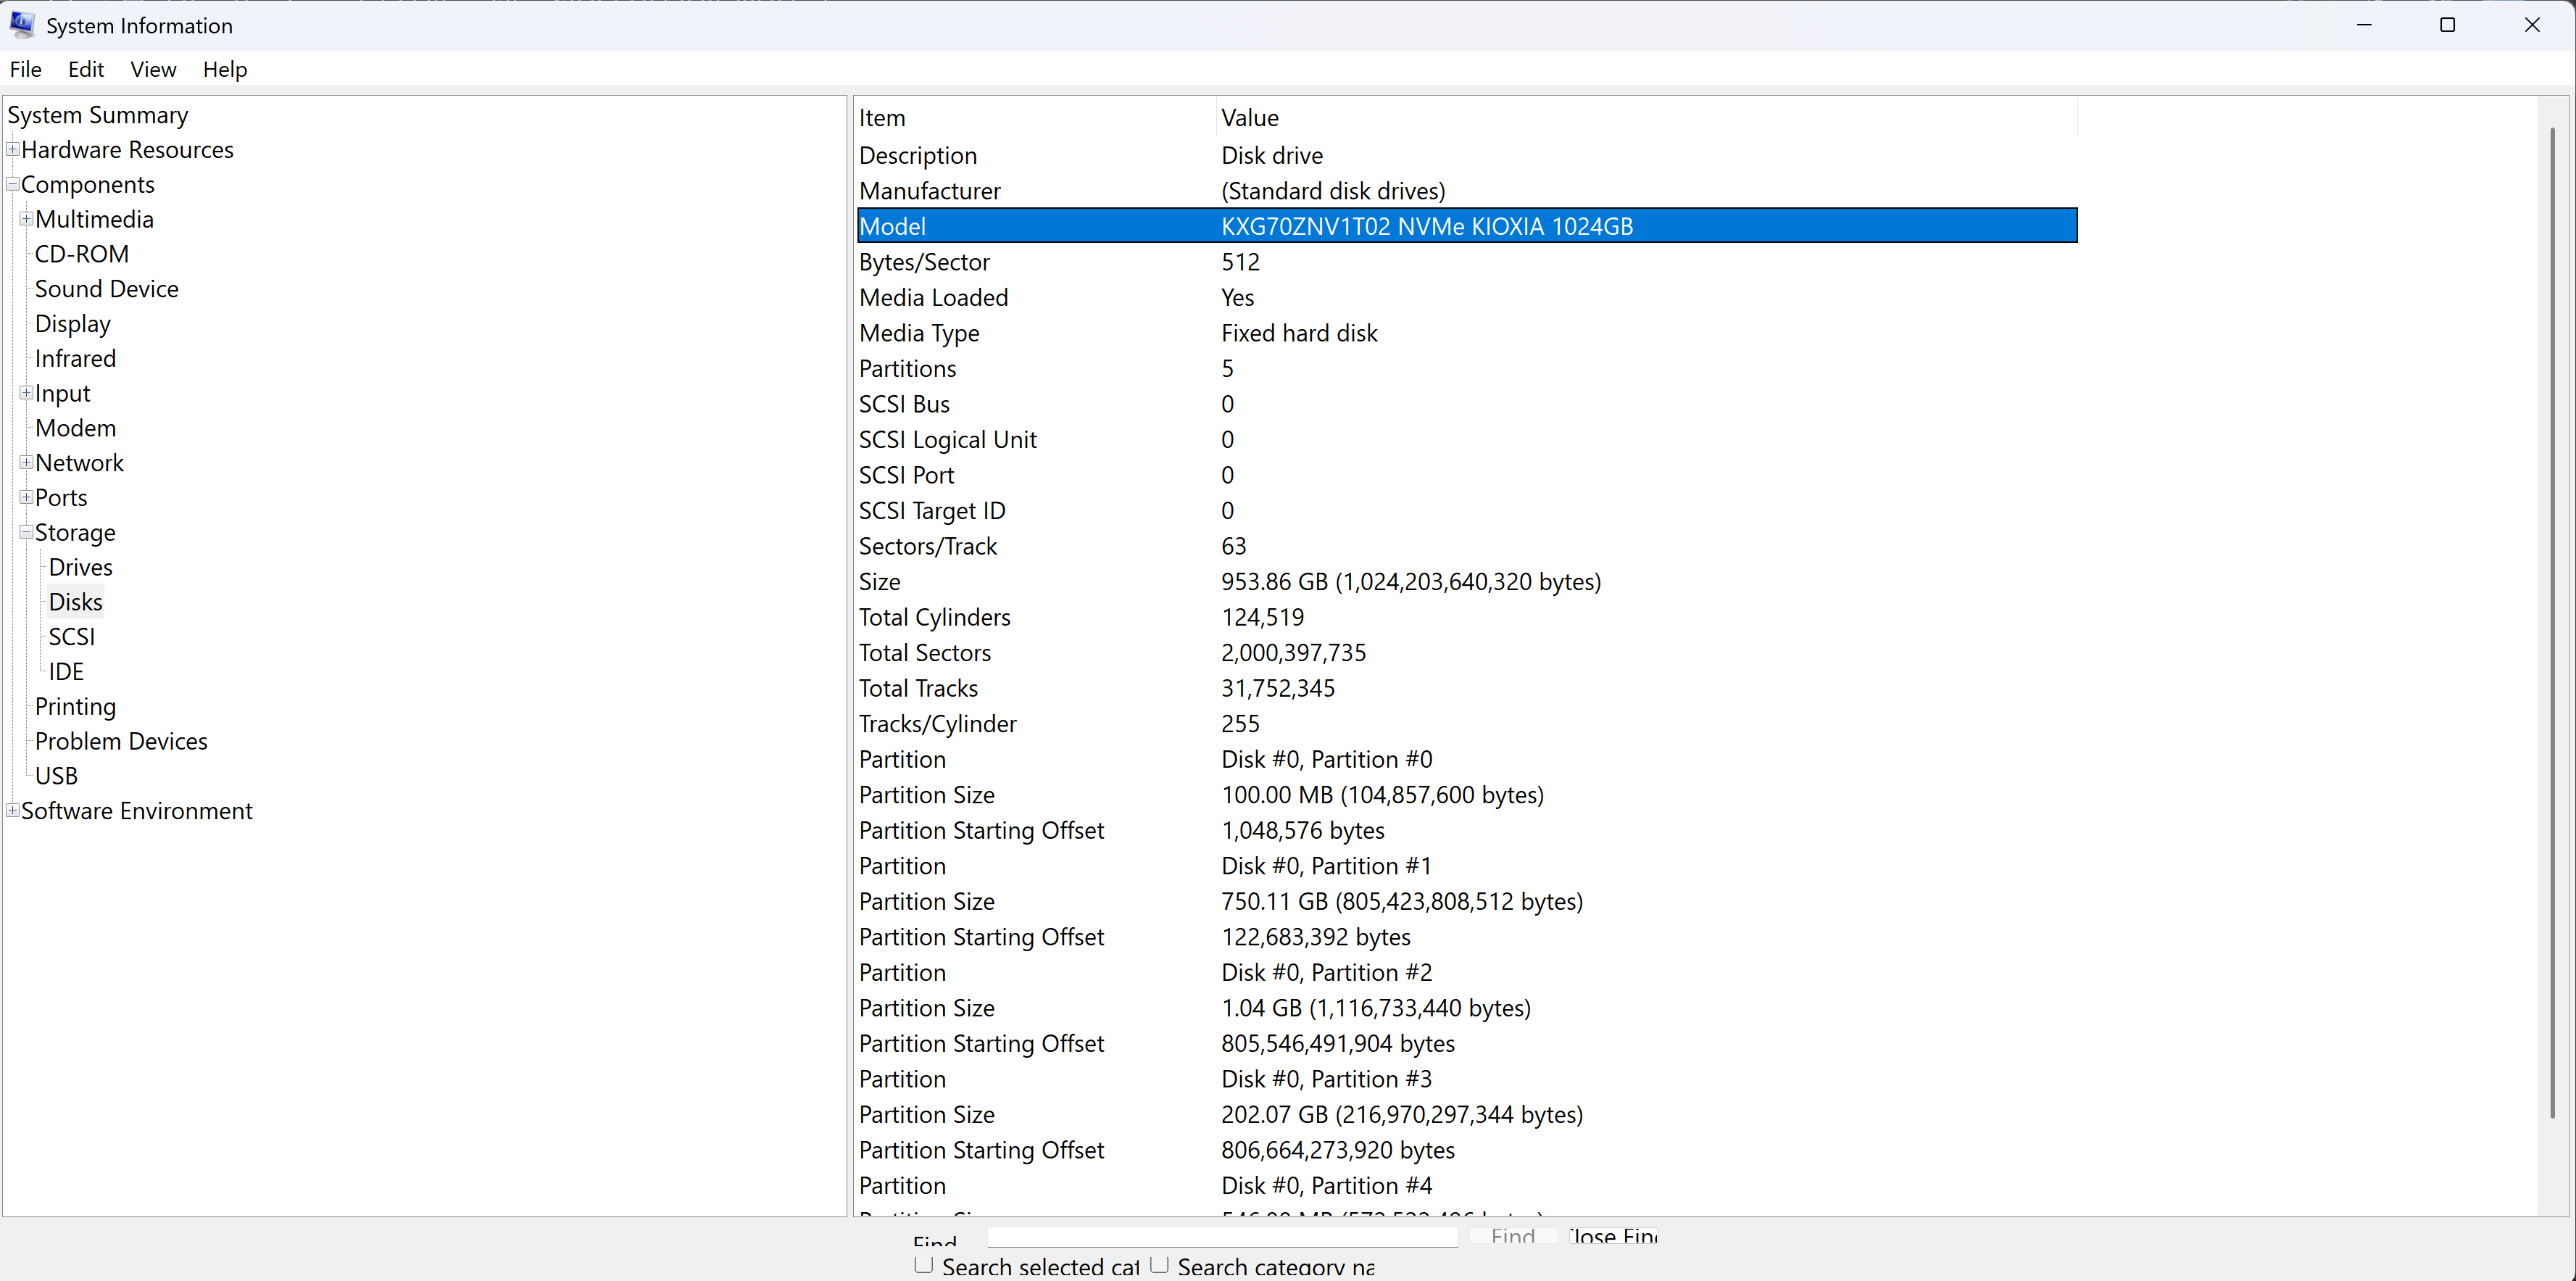 System Information
File Edit View Help
System Summary
Hardware Resources
Components
Multimedia
CD-ROM
Sound Device
Display
Infrared
Input
Modem
Network
Ports
Storage
Drives
Disks
SCSI
IDE
Printing
Problem Devices
USB
Software Environment
Item Value
Description Disk drive
Manufacturer (Standard disk drives)
Model KXG70ZNV1T02 NVMe KIOXIA 1024GB
Bytes/Sector 512
Media Loaded Yes
Media Type Fixed hard disk
Partitions 5
SCSI Bus 0
SCSI Logical Unit 0
SCSI Port 0
SCSI Target ID 0
Sectors/Track 63
Size 953.86 GB (1,024,203,640,320 bytes)
Total Cylinders 124,519
Total Sectors 2,000,397,735
Total Tracks 31,752,345
Tracks/Cylinder 255
Partition Disk #0, Partition #0
Partition Size 100.00 MB (104,857,600 bytes)
Partition Starting Offset 1,048,576 bytes
Partition Disk #0, Partition #1
Partition Size 750.11 GB (805,423,808,512 bytes)
Partition Starting Offset 122,683,392 bytes
Partition Disk #0, Partition #2
Partition Size 1.04 GB (1,116,733,440 bytes)
Partition Starting Offset 805,546,491,904 bytes
Partition Disk #0, Partition #3
Partition Size 202.07 GB (216,970,297,344 bytes)
Partition Starting Offset 806,664,273,920 bytes
Partition Disk #0, Partition #4
Find Find lose Find
Search selected cat Search category na